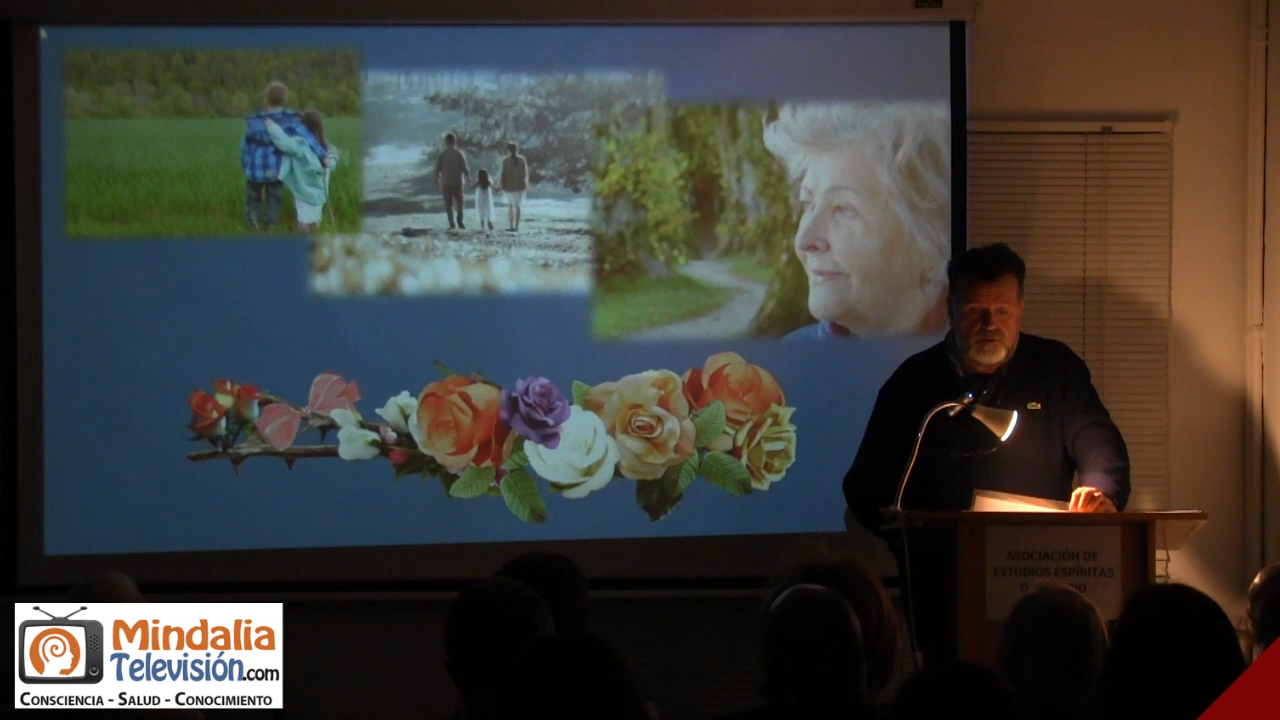 ASOCIACIÓN DE
ESTUDIOS ESPÍRITAS
Mindalia
Televisión.com
CONSCIENCIA - SALUD - CONOCIMIENTO